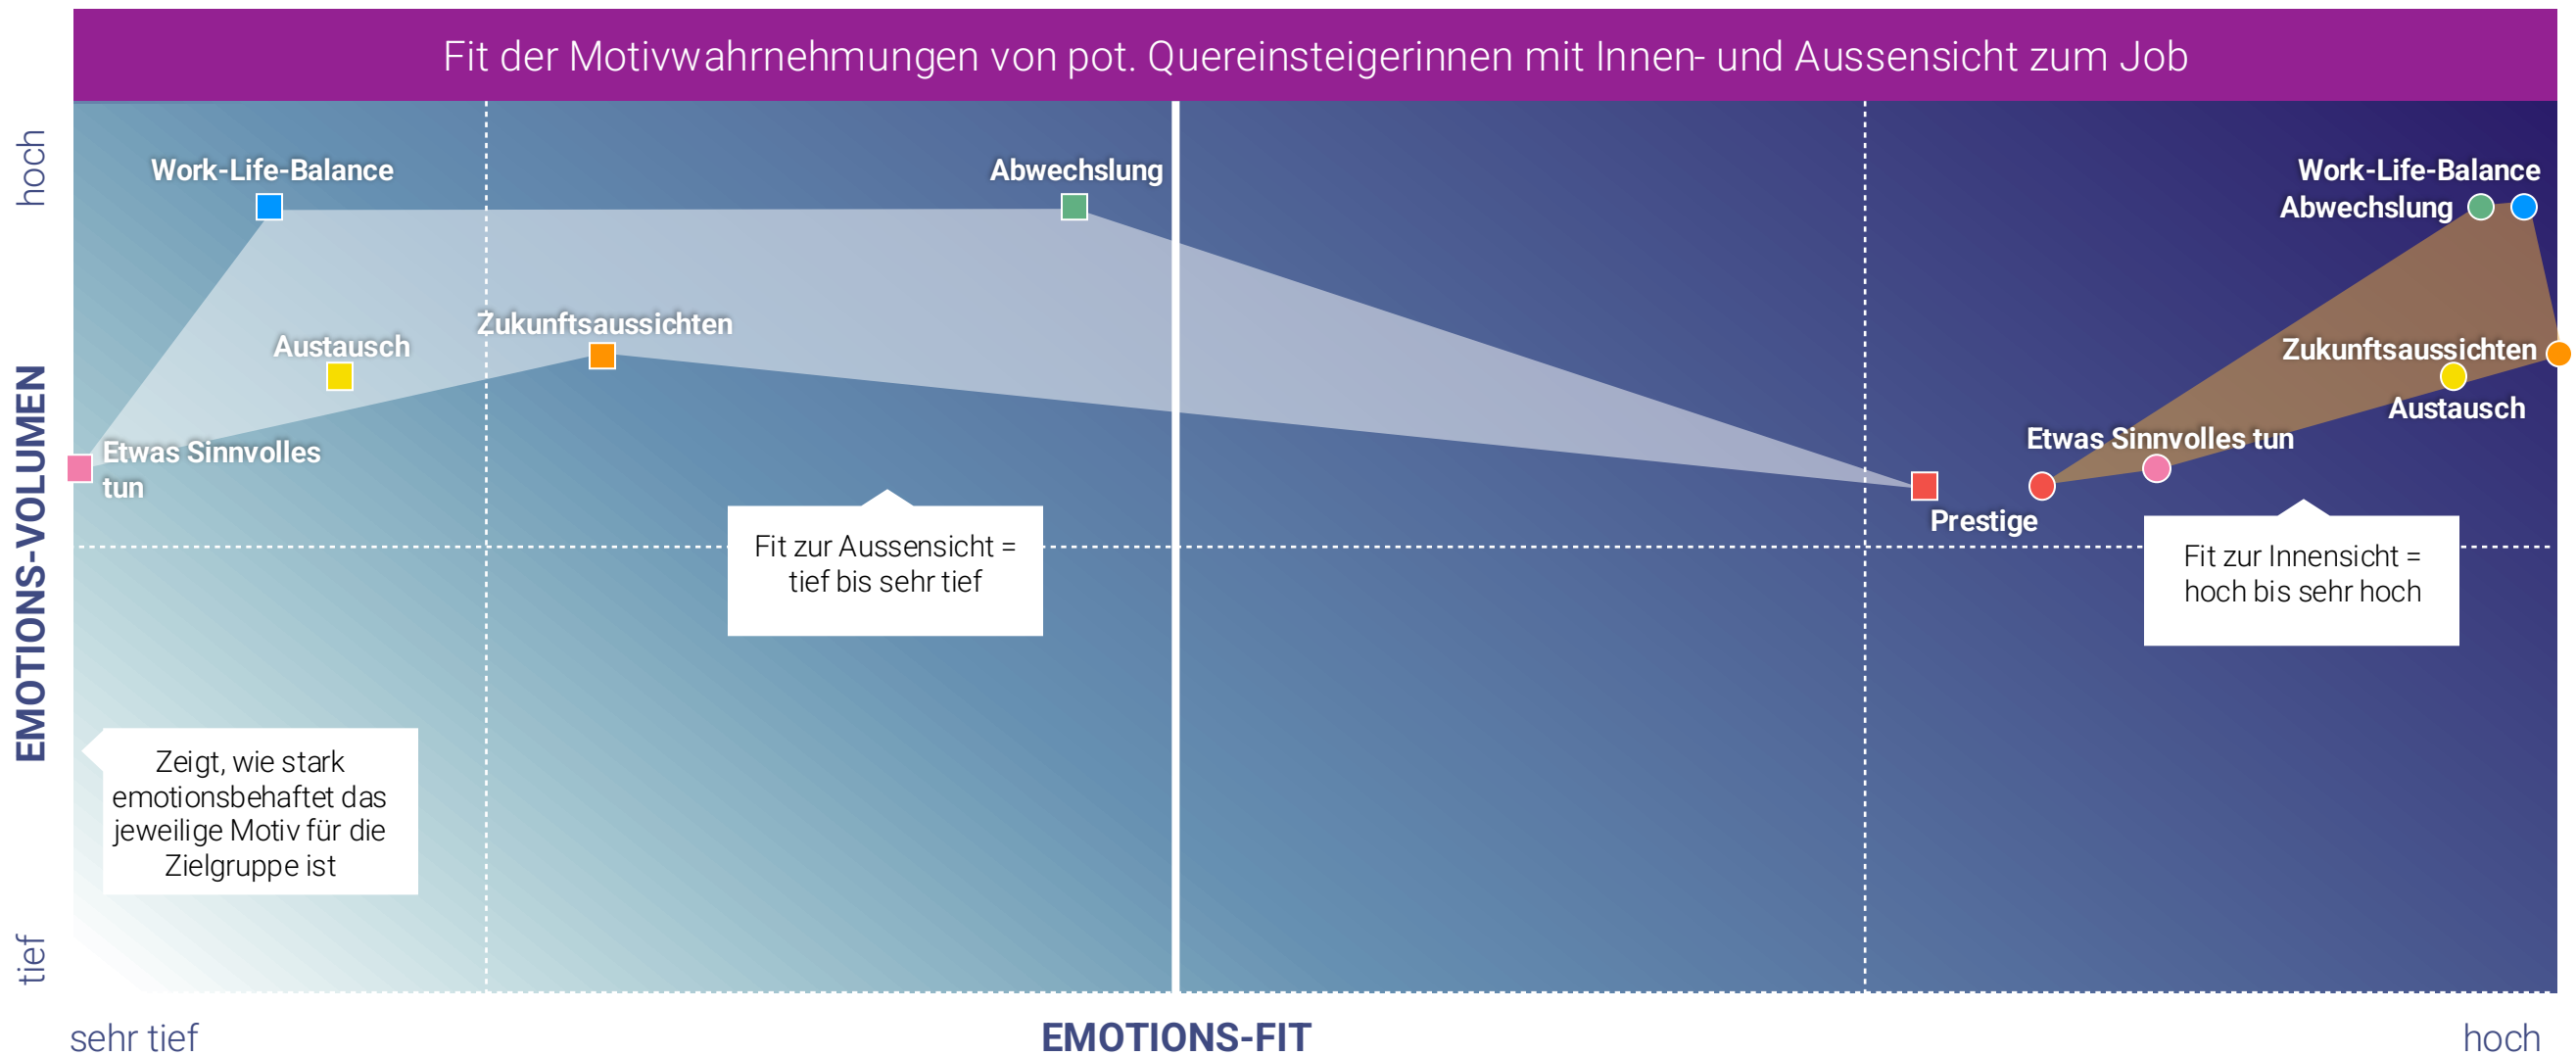 Fit der Motivwahrnehmungen von pot. Quereinsteigerinnen mit Innen- und Aussensicht zum Job
hoch
EMOTIONS-VOLUMEN
tief
Work-Life-Balance
Abwechslung
Austausch
Zukunftsaussichten
Etwas Sinnvolles
tun
Work-Life-Balance
Abwechslung
Zukunftsaussichten
Austausch
Etwas Sinnvolles tun
Prestige
Fit zur Aussensicht =
tief bis sehr tief
Fit zur Innensicht =
hoch bis sehr hoch
Zeigt, wie stark
emotionsbehaftet das
jeweilige Motiv für die
Zielgruppe ist
sehr tief
EMOTIONS-FIT
hoch